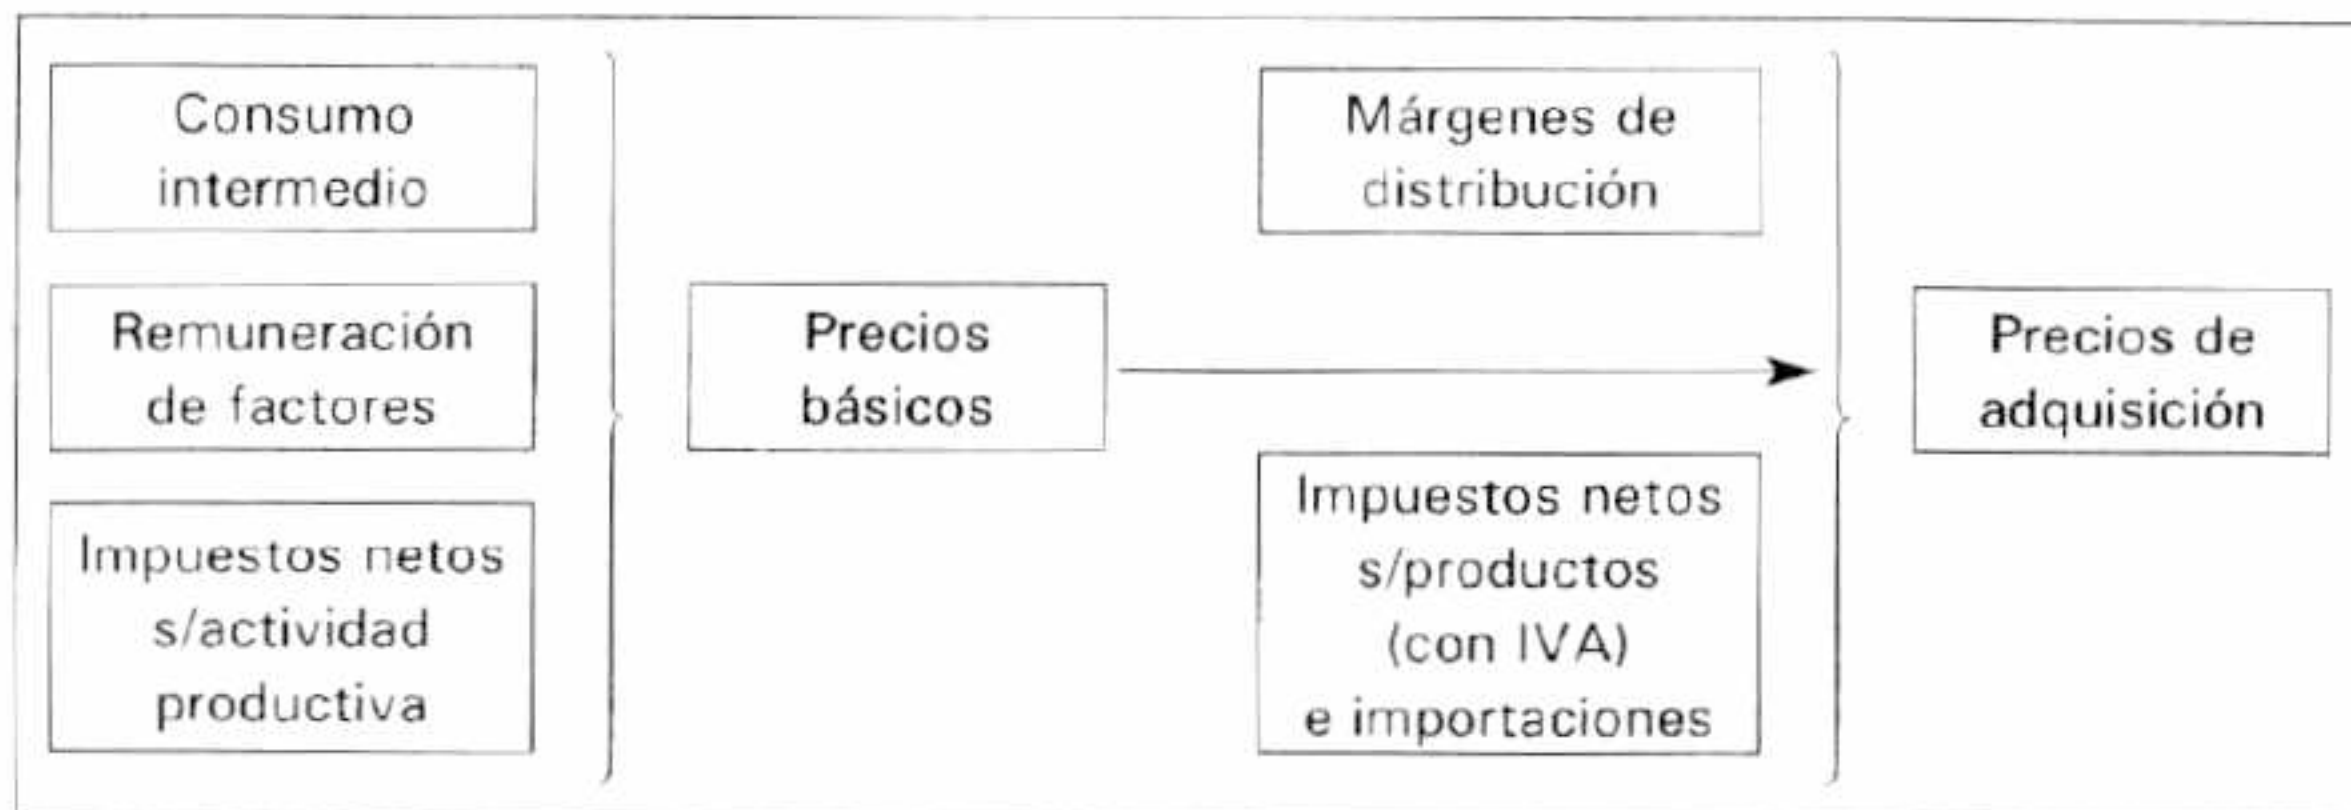 Consumo
intermedio
Remuneración
de factores
Impuestos netos
s/actividad
productiva
Precios
básicos
Márgenes de
distribución
Impuestos netos
s/productos
(con IVA)
e importaciones
Precios de
adquisición